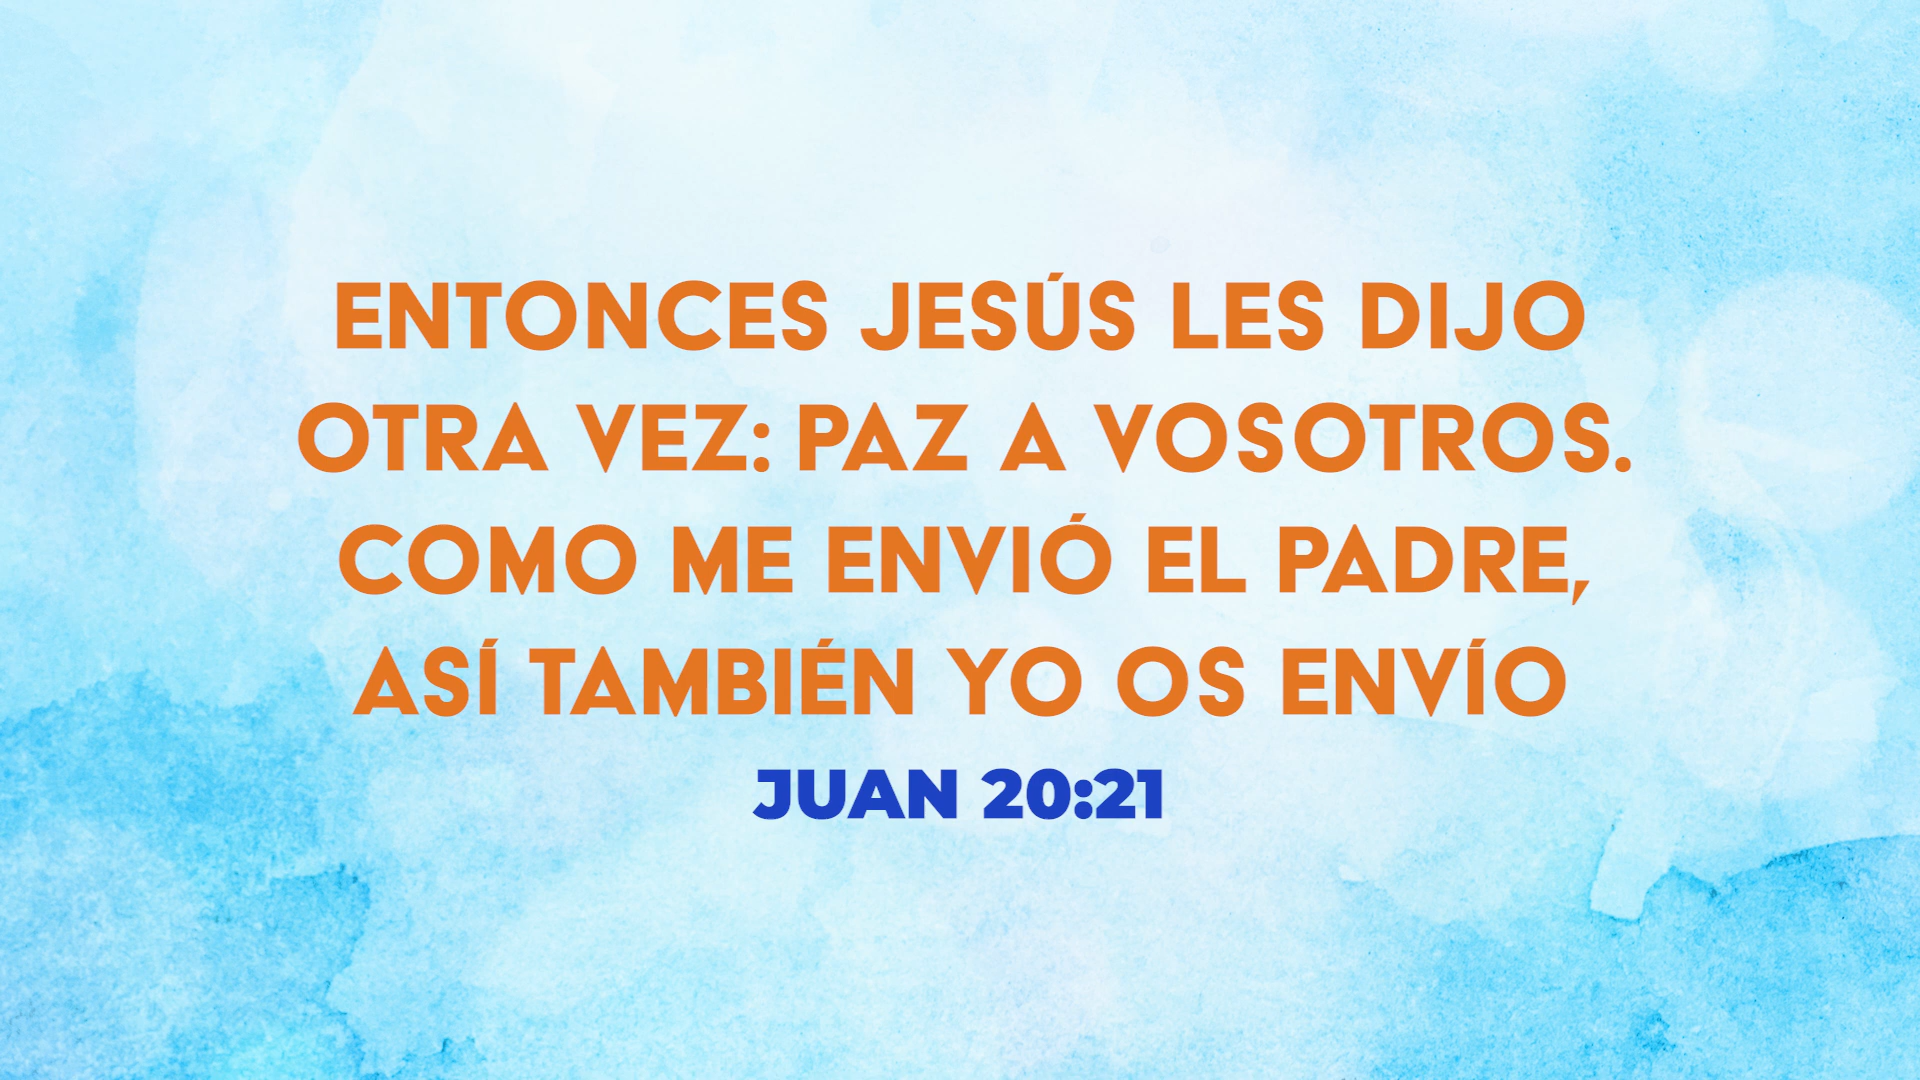 ENTONCES JESÚS LES DIJO
OTRA VEZ: PAZ A VOSOTROS.
COMO ME ENVIÓ EL PADRE,
ASÍ TAMBIÉN YO OS ENVÍO
JUAN 20:21